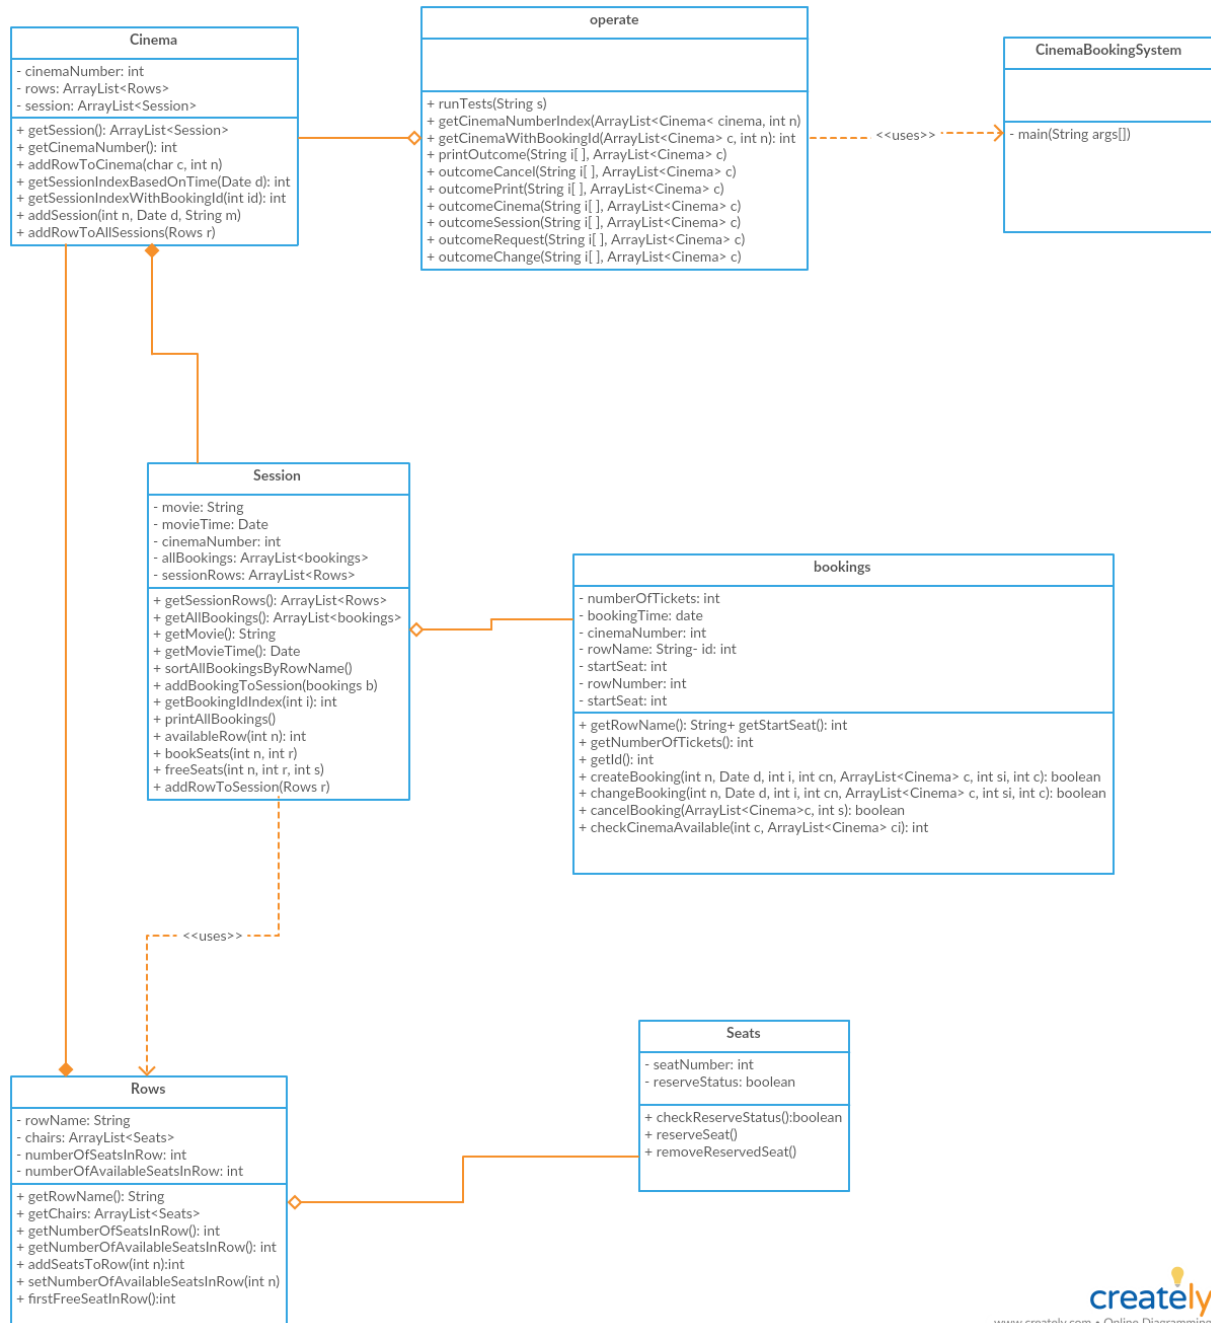 Cinema
- cinemaNumber: int
- rows: ArrayList<Rows>
- session: ArrayList<Session>
+ getSession(): ArrayList<Session>
+ getCinemaNumber(): int
+ addRowToCinema(char c, int n)
+ getSessionIndexBasedOnTime(Date d): int
+ getSessionIndexWithBookingId(int id): int
+ addSession(int n, Date d, String m)
+ addRowToAllSessions(Rows r)
operate
+ runTests(String s)
+ getCinemaNumberIndex(ArrayList<Cinema< cinema, int n)
+ getCinemaWithBookingId(ArrayList<Cinema> c, int n): int
+ printOutcome(String i[ ], ArrayList<Cinema> c)
+ outcomeCancel(String i[ ], ArrayList<Cinema> c)
+ outcomePrint(String i[ ], ArrayList<Cinema> c)
+ outcomeCinema(String i[ ], ArrayList<Cinema> c)
+ outcomeSession(String i[ ], ArrayList<Cinema> c)
+ outcomeRequest(String i[ ], ArrayList<Cinema> c)
+ outcomeChange(String i[ ], ArrayList<Cinema> c)
<<uses>>
CinemaBookingSystem
- main(String args[])
Session
- movie: String
- movieTime: Date
- cinemaNumber: int
- allBookings: ArrayList<bookings>
- sessionRows: ArrayList<Rows>
+ getSessionRows(): ArrayList<Rows>
+ getAllBookings(): ArrayList<bookings>
+ getMovie(): String
+ getMovieTime(): Date
+ sortAllBookingsByRowName()
+ addBookingToSession(bookings b)
+ getBookingIdIndex(int i): int
+ printAllBookings()
+ availableRow(int n): int
+ bookSeats(int n, int r)
+ freeSeats(int n, int r, int s)
+ addRowToSession(Rows r)
bookings
- numberOfTickets: int
- bookingTime: date
- cinemaNumber: int
- rowName: String- id: int
- startSeat: int
- rowNumber: int
- startSeat: int
+ getRowName(): String+ getStartSeat(): int
+ getNumberOfTickets(): int
+ getId(): int
+ createBooking(int n, Date d, int i, int cn, ArrayList<Cinema> c, int si, int c): boolean
+ changeBooking(int n, Date d, int i, int cn, ArrayList<Cinema> c, int si, int c): boolean
+ cancelBooking(ArrayList<Cinema>c, int s): boolean
+ checkCinemaAvailable(int c, ArrayList<Cinema> ci): int
<<uses>>
Rows
- rowName: String
- chairs: ArrayList<Seats>
- numberOfSeatsInRow: int
- numberOfAvailableSeatsInRow: int
+ getRowName(): String
+ getChairs: ArrayList<Seats>
+ getNumberOfSeatsInRow(): int
+ getNumberOfAvailableSeatsInRow: int
+ addSeatsToRow(int n):int
+ setNumberOfAvailableSeatsInRow(int n)
+ firstFreeSeatInRow():int
Seats
- seatNumber: int
- reserveStatus: boolean
+ checkReserveStatus():boolean
+ reserveSeat()
+ removeReservedSeat()
creately
www.creately.com • Online Diagramming